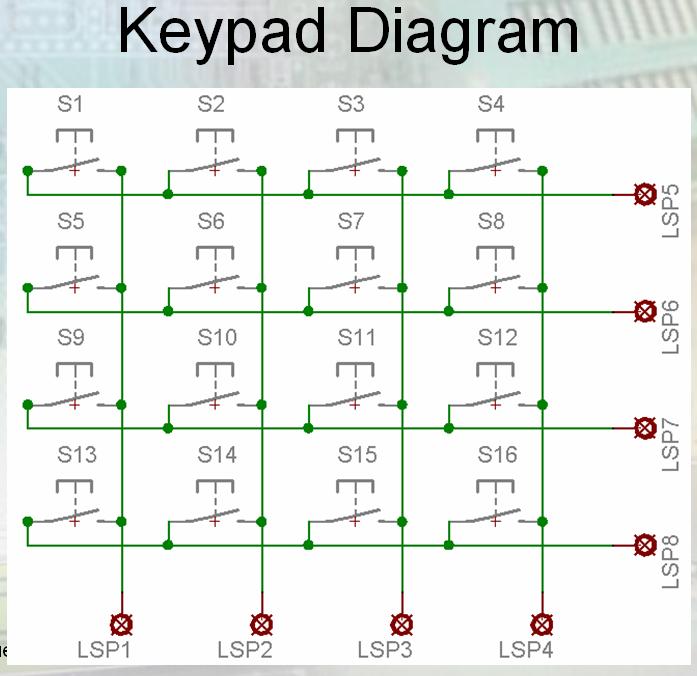 Keypad Diagram
S1 S2 S3 S4
LSP5
S5 S6 S7 S8
LSP6
S9 S10 S11 S12
LSP7
S13 S14 S15 S16
LSP8
LSP1 LSP2 LSP3 LSP4